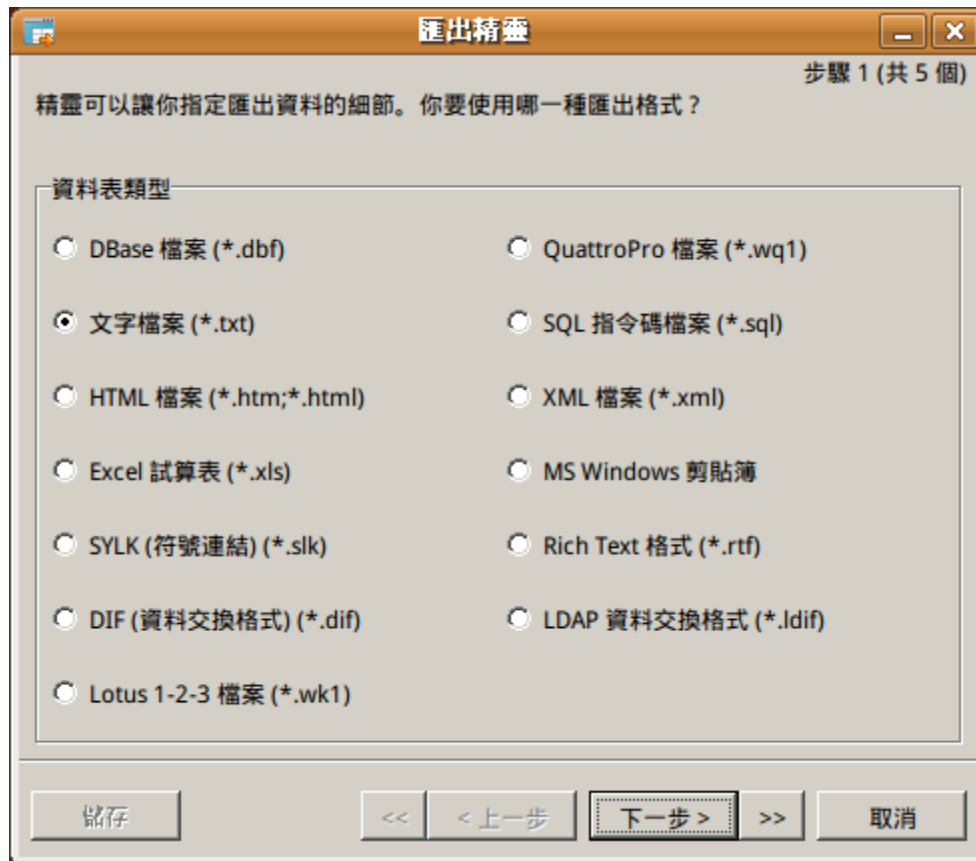 匯出精靈
步驟 1 (共 5 個)
精靈可以讓你指定匯出資料的細節。你要使用哪一種匯出格式？
資料表類型
DBase 檔案 (*.dbf)
QuattroPro 檔案 (*.wq1)
文字檔案 (*.txt)
SQL 指令碼檔案 (*.sql)
HTML 檔案 (*.htm;*.html)
XML 檔案 (*.xml)
Excel 試算表 (*.xls)
MS Windows 剪貼簿
SYLK (符號連結) (*.slk)
Rich Text 格式 (*.rtf)
DIF (資料交換格式) (*.dif)
LDAP 資料交換格式 (*.ldif)
Lotus 1-2-3 檔案 (*.wk1)
儲存 << < 上一步 下一步 > >> 取消